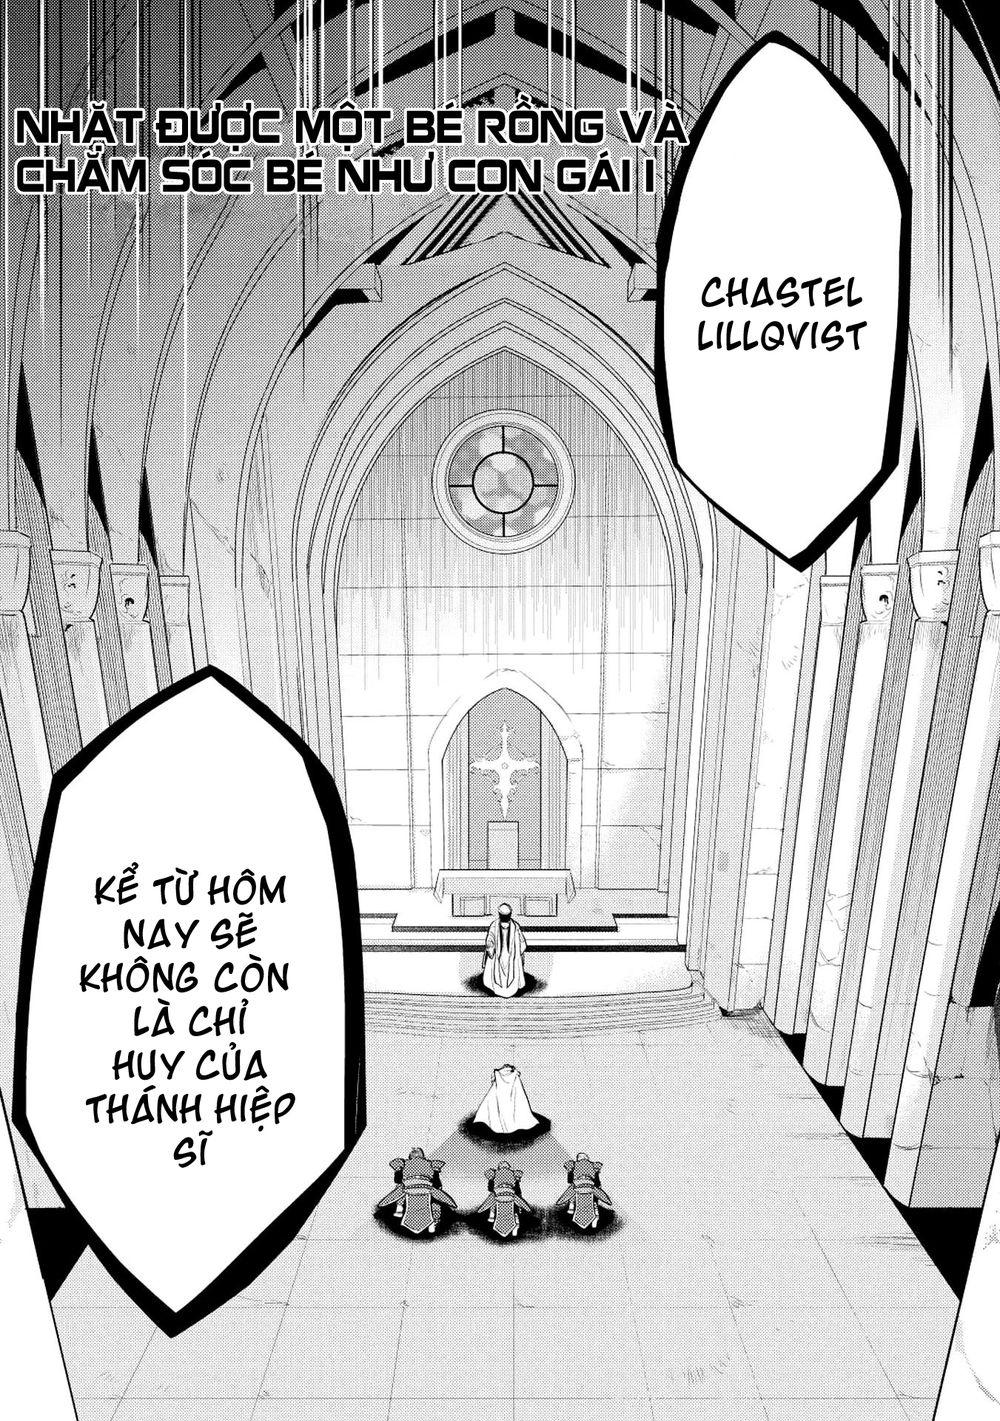 NHẶT ĐƯỢC MỘT BÉ RỒNG VÀ
CHĂM SÓC BÉ NHƯ CON GÁI !
CHASTEL
LILLQVIST
KỂ TỪ HÔM
NAY SẼ
KHÔNG CÒN
LÀ CHỈ
HUY CỦA
THÁNH HIỆP
SĨ